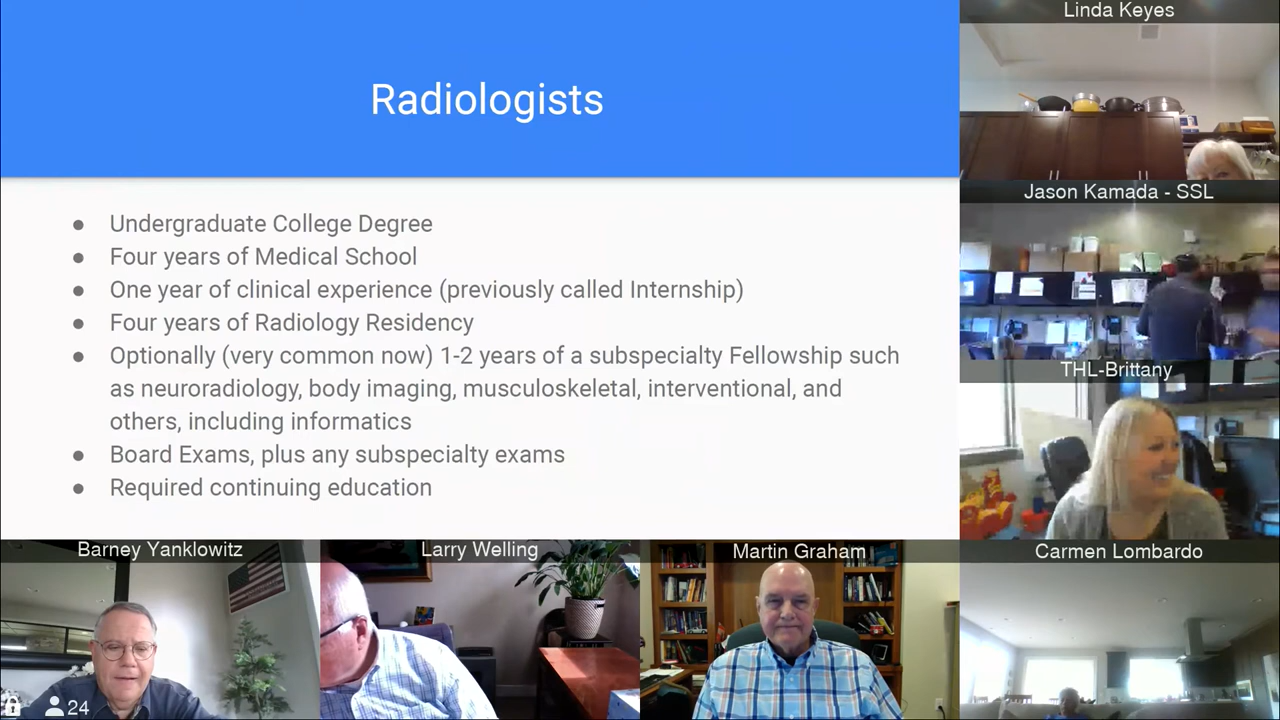 Radiologists
● Undergraduate College Degree
● Four years of Medical School
● One year of clinical experience (previously called Internship)
● Four years of Radiology Residency
● Optionally (very common now) 1-2 years of a subspecialty Fellowship such
as neuroradiology, body imaging, musculoskeletal, interventional, and
others, including informatics
● Board Exams, plus any subspecialty exams
● Required continuing education
Linda Keyes
Jason Kamada - SSL
THL-Brittany
Barney Yanklowitz
Larry Welling
Martin Graham
Carmen Lombardo
24